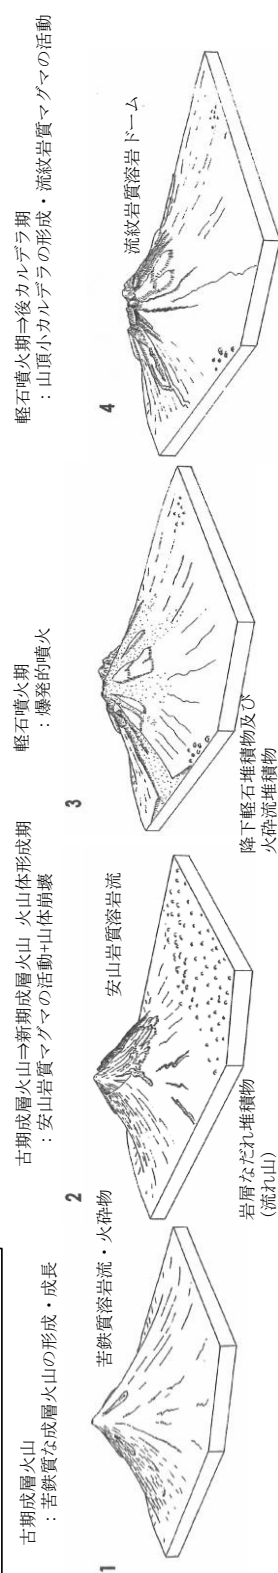 古期成層火山
：苦鉄質な成層火山の形成・成長
1
苦鉄質溶岩流・火砕物
古期成層火山⇒新期成層火山 火山体形成期
：安山岩質マグマの活動+山体崩壊
2
安山岩質溶岩流
岩屑なだれ堆積物
(流れ山)
軽石噴火期
：爆発的噴火
3
降下軽石堆積物及び
火砕流堆積物
軽石噴火期⇒後カルデラ期
：山頂小カルデラの形成・流紋岩質マグマの活動
4
流紋岩質溶岩ドーム